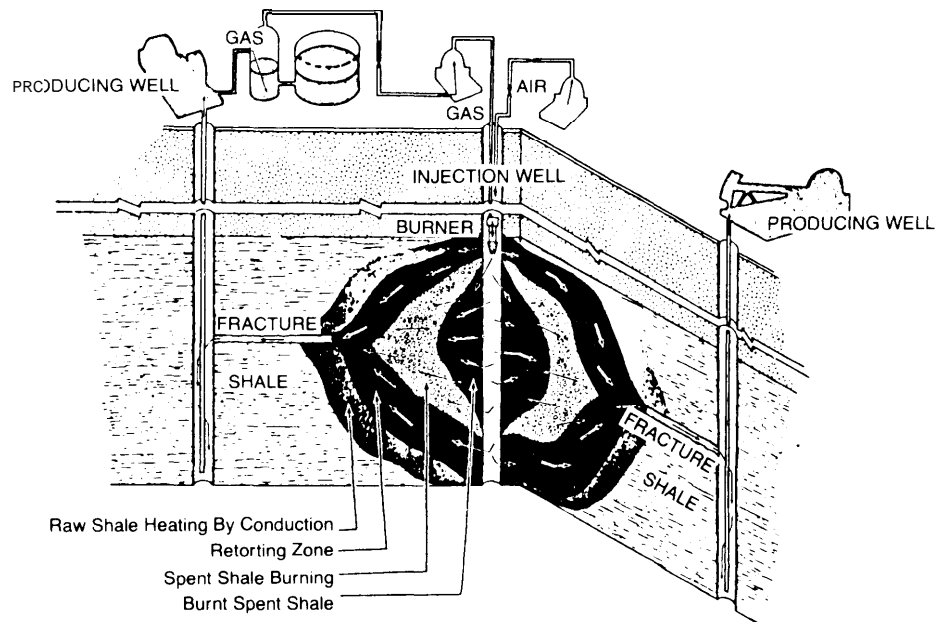 GAS
PRODUCING WELL
GAS
AIR
INJECTION WELL
BURNER
PRODUCING WELL
FRACTURE
SHALE
FRACTURE
SHALE
Raw Shale Heating By Conduction
Retorting Zone
Spent Shale Burning
Burnt Spent Shale